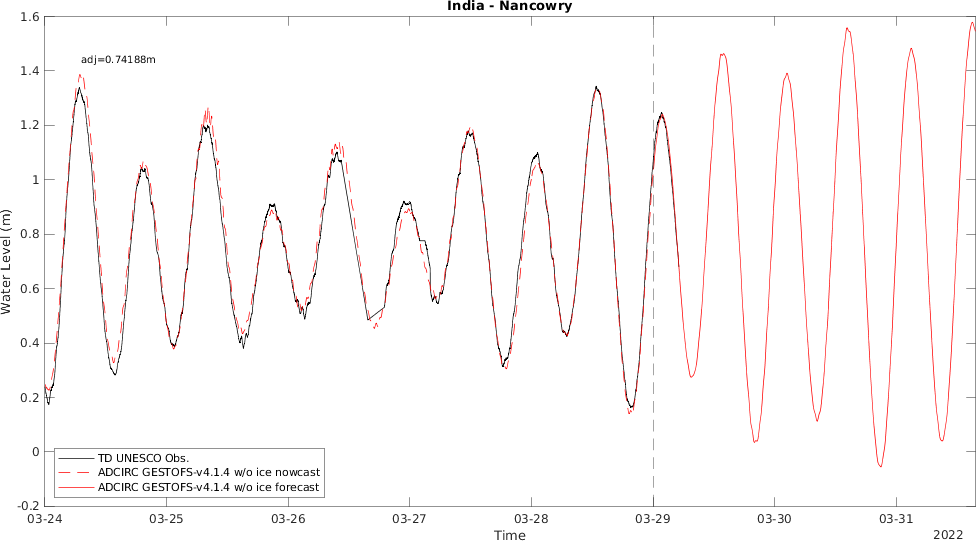 India - Nancowry
1.6
1.4
1.2
1
0.8
0.6
0.4
0.2
0
-0.2
Water Level (m)
adj=0.74188m
TD UNESCO Obs.
ADCIRC GESTOFS-v4.1.4 w/o ice nowcast
ADCIRC GESTOFS-v4.1.4 w/o ice forecast
03-24 03-25 03-26 03-27 03-28 03-29 03-30 03-31
Time
2022